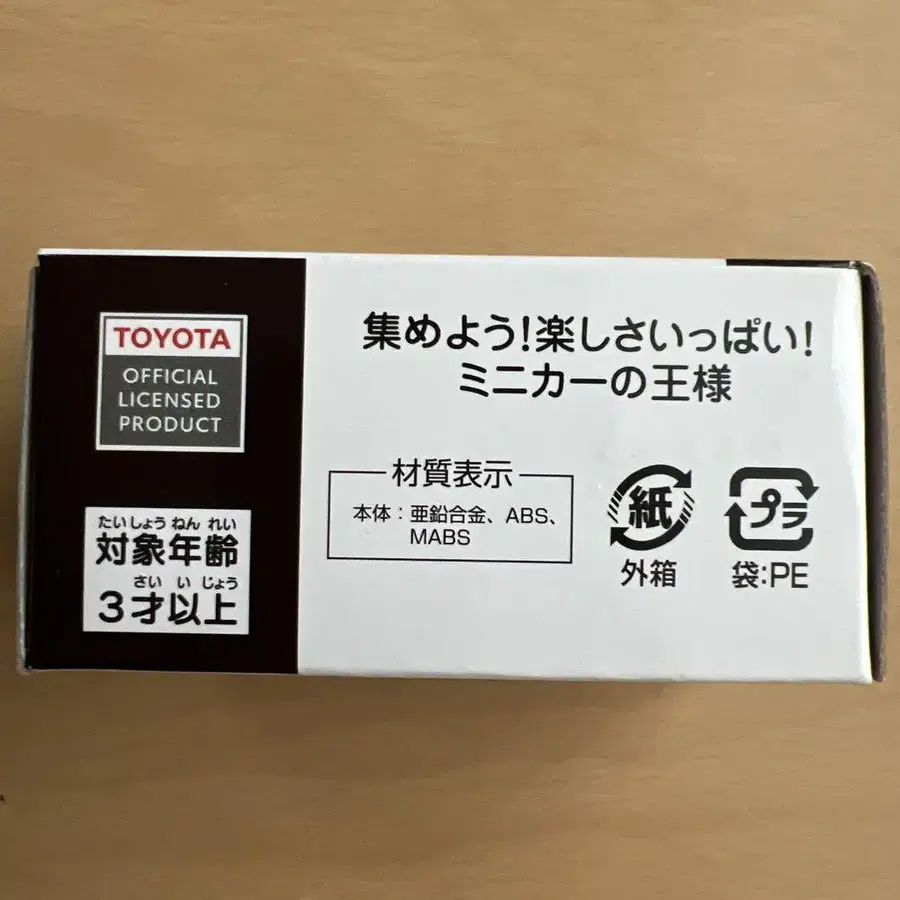 TOYOTA
OFFICIAL
LICENSED
PRODUCT
たいしょう ねん れい
対象年齢
さい い じょう
3才以上
集めよう!楽しさいっぱい!
ミニカーの王様
材質表示
本体:亜鉛合金、ABS、
MABS
紙
外箱
プラ
袋:PE